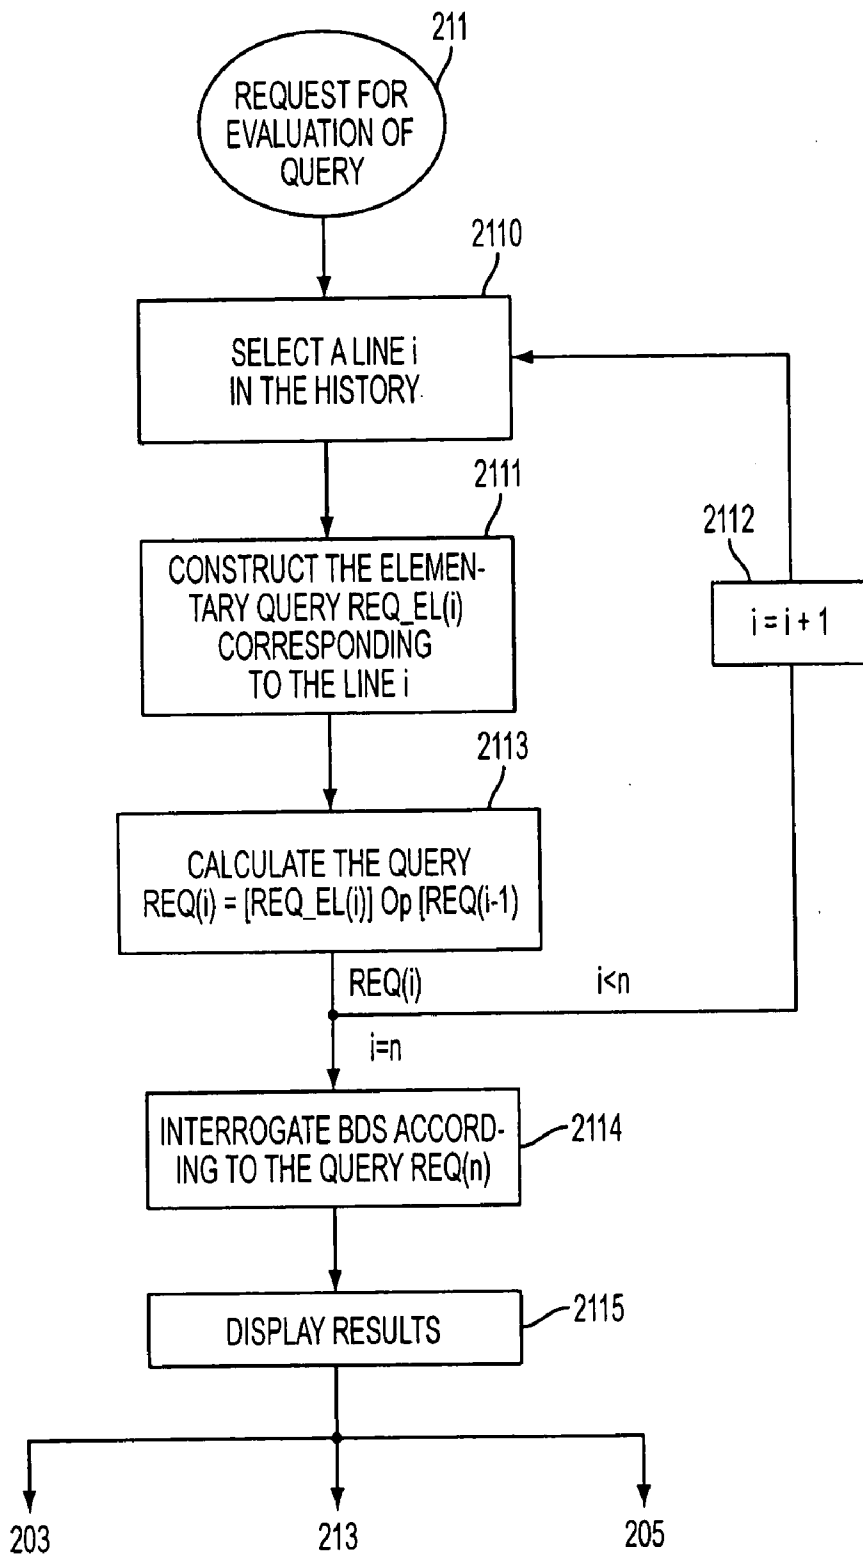 211
REQUEST FOR
EVALUATION OF
QUERY
2110
SELECT A LINE i
IN THE HISTORY
2111
CONSTRUCT THE ELEMEN-
TARY QUERY REQ_EL(i)
CORRESPONDING
TO THE LINE i
2112
i = i + 1
2113
CALCULATE THE QUERY
REQ(i) = [REQ_EL(i)] Op [REQ(i-1)
REQ(i)
i<n
i=n
INTERROGATE BDS ACCORD-
ING TO THE QUERY REQ(n)
2114
DISPLAY RESULTS
2115
203
213
205